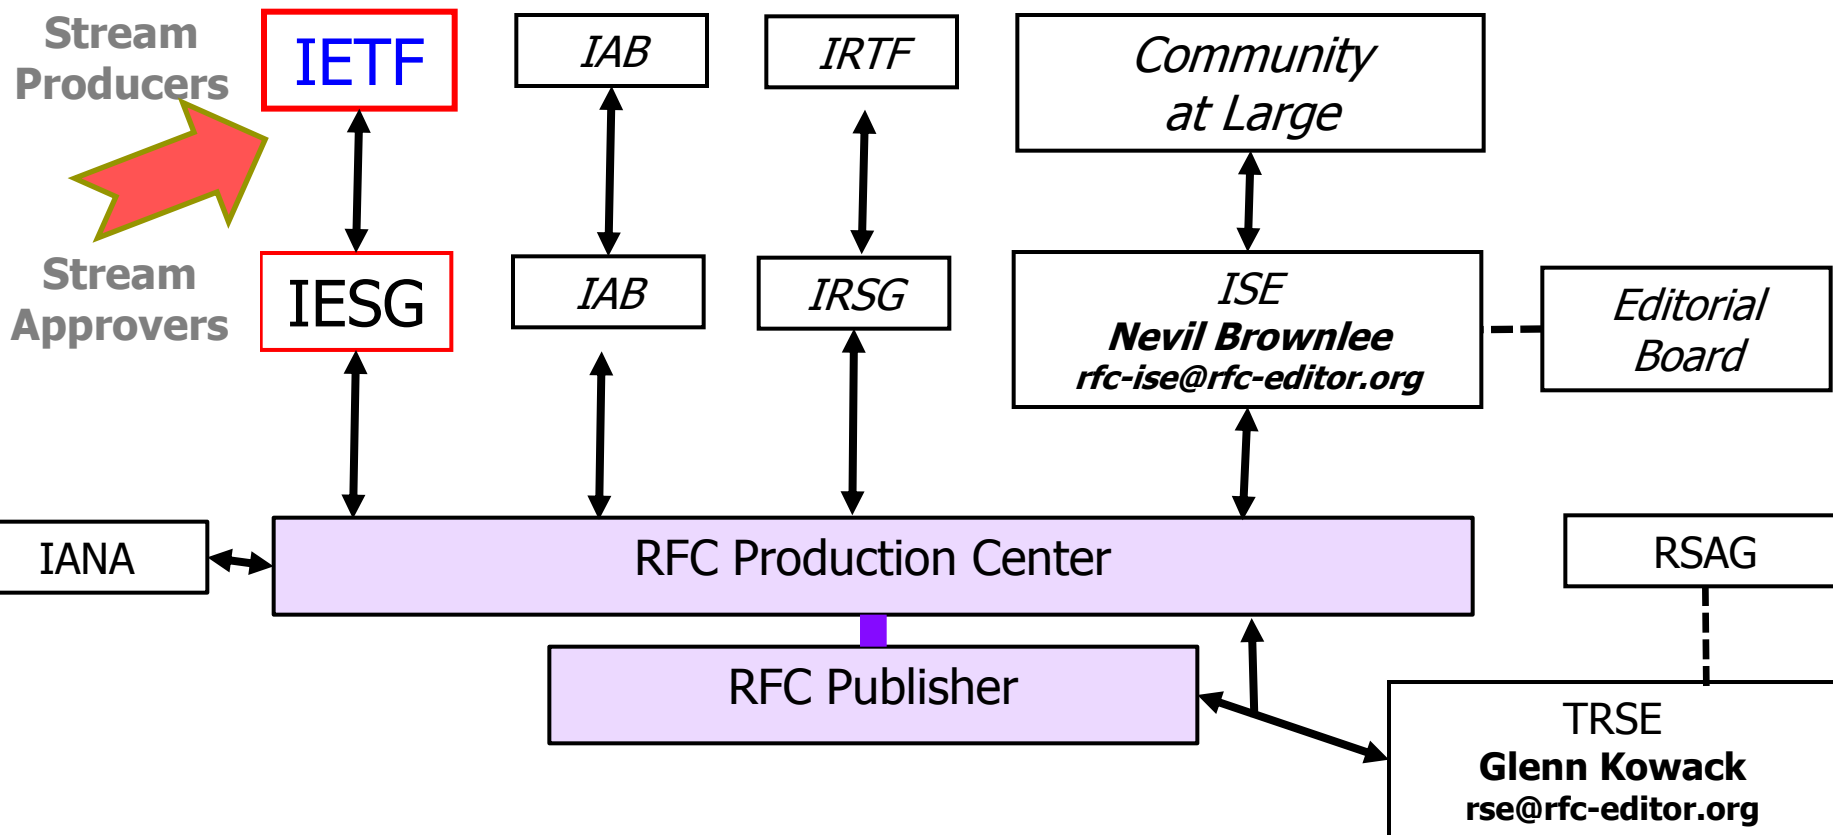 Stream
Producers
IETF
IAB
IRTF
Community
at Large
Stream
Approvers
IESG
IAB
IRSG
ISE
Nevil Brownlee
rfc-ise@rfc-editor.org
Editorial
Board
IANA
RFC Production Center
RSAG
RFC Publisher
TRSE
Glenn Kowack
rse@rfc-editor.org